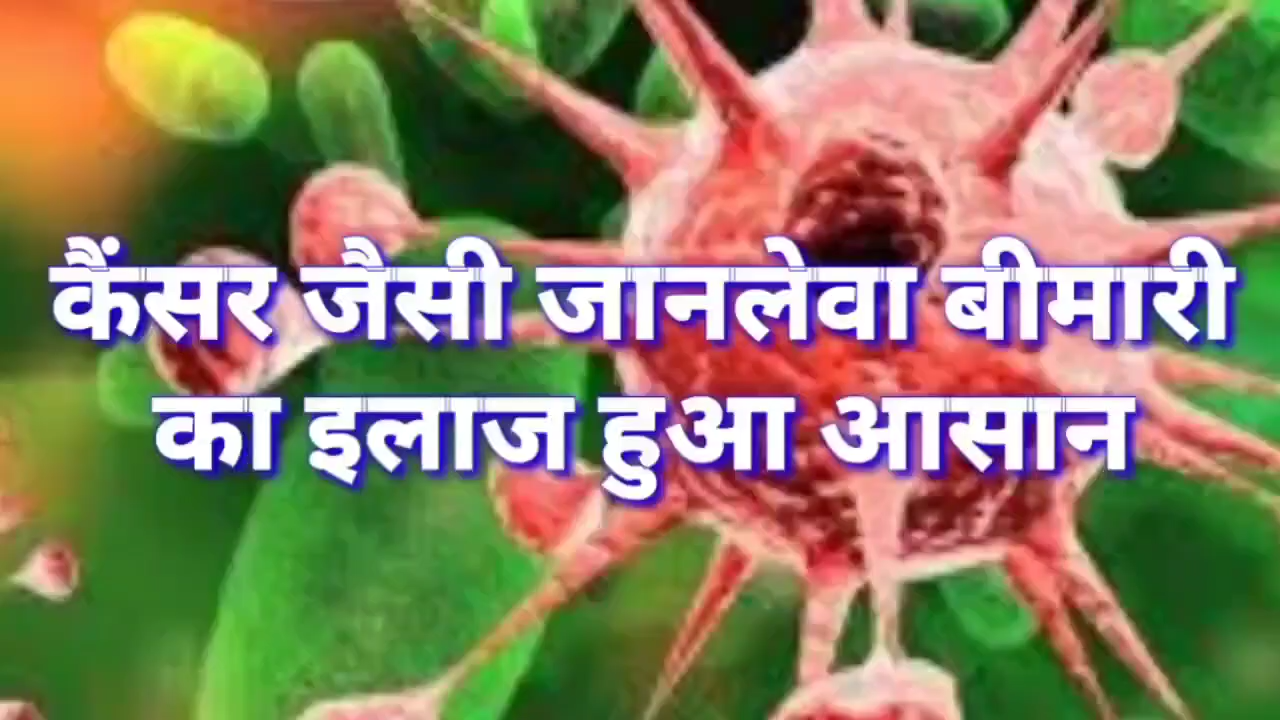 कैंसर जैसी जानलेवा बीमारी
का इलाज हुआ आसान